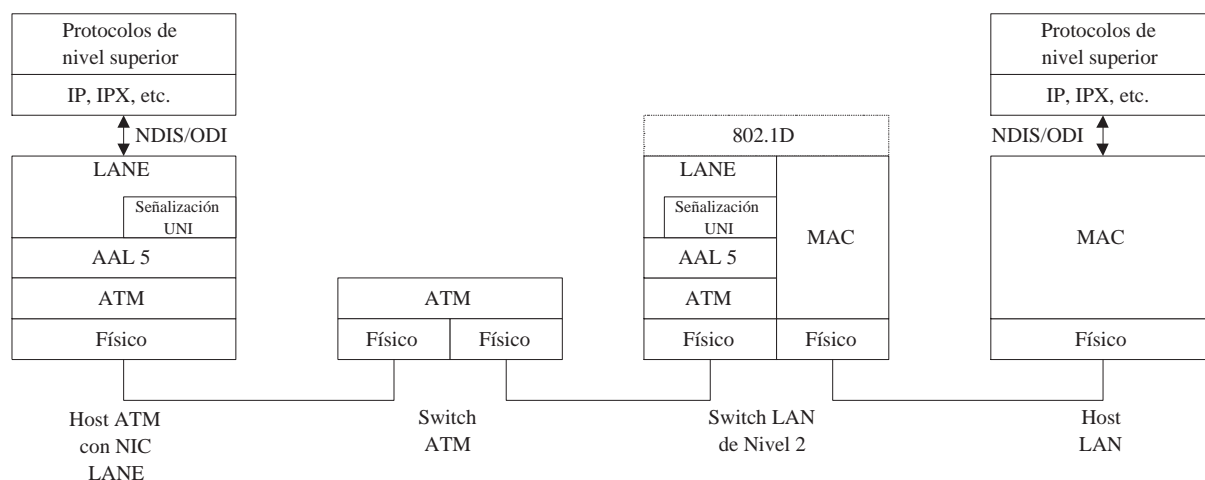 Protocolos de
nivel superior
IP, IPX, etc.
NDIS/ODI
LANE
Señalización
UNI
AAL 5
ATM
Físico
Host ATM
con NIC
LANE
ATM
Físico
Físico
Switch
ATM
802.1D
LANE
Señalización
UNI
AAL 5
ATM
Físico
MAC
Físico
Switch LAN
de Nivel 2
Protocolos de
nivel superior
IP, IPX, etc.
NDIS/ODI
MAC
Físico
Host
LAN